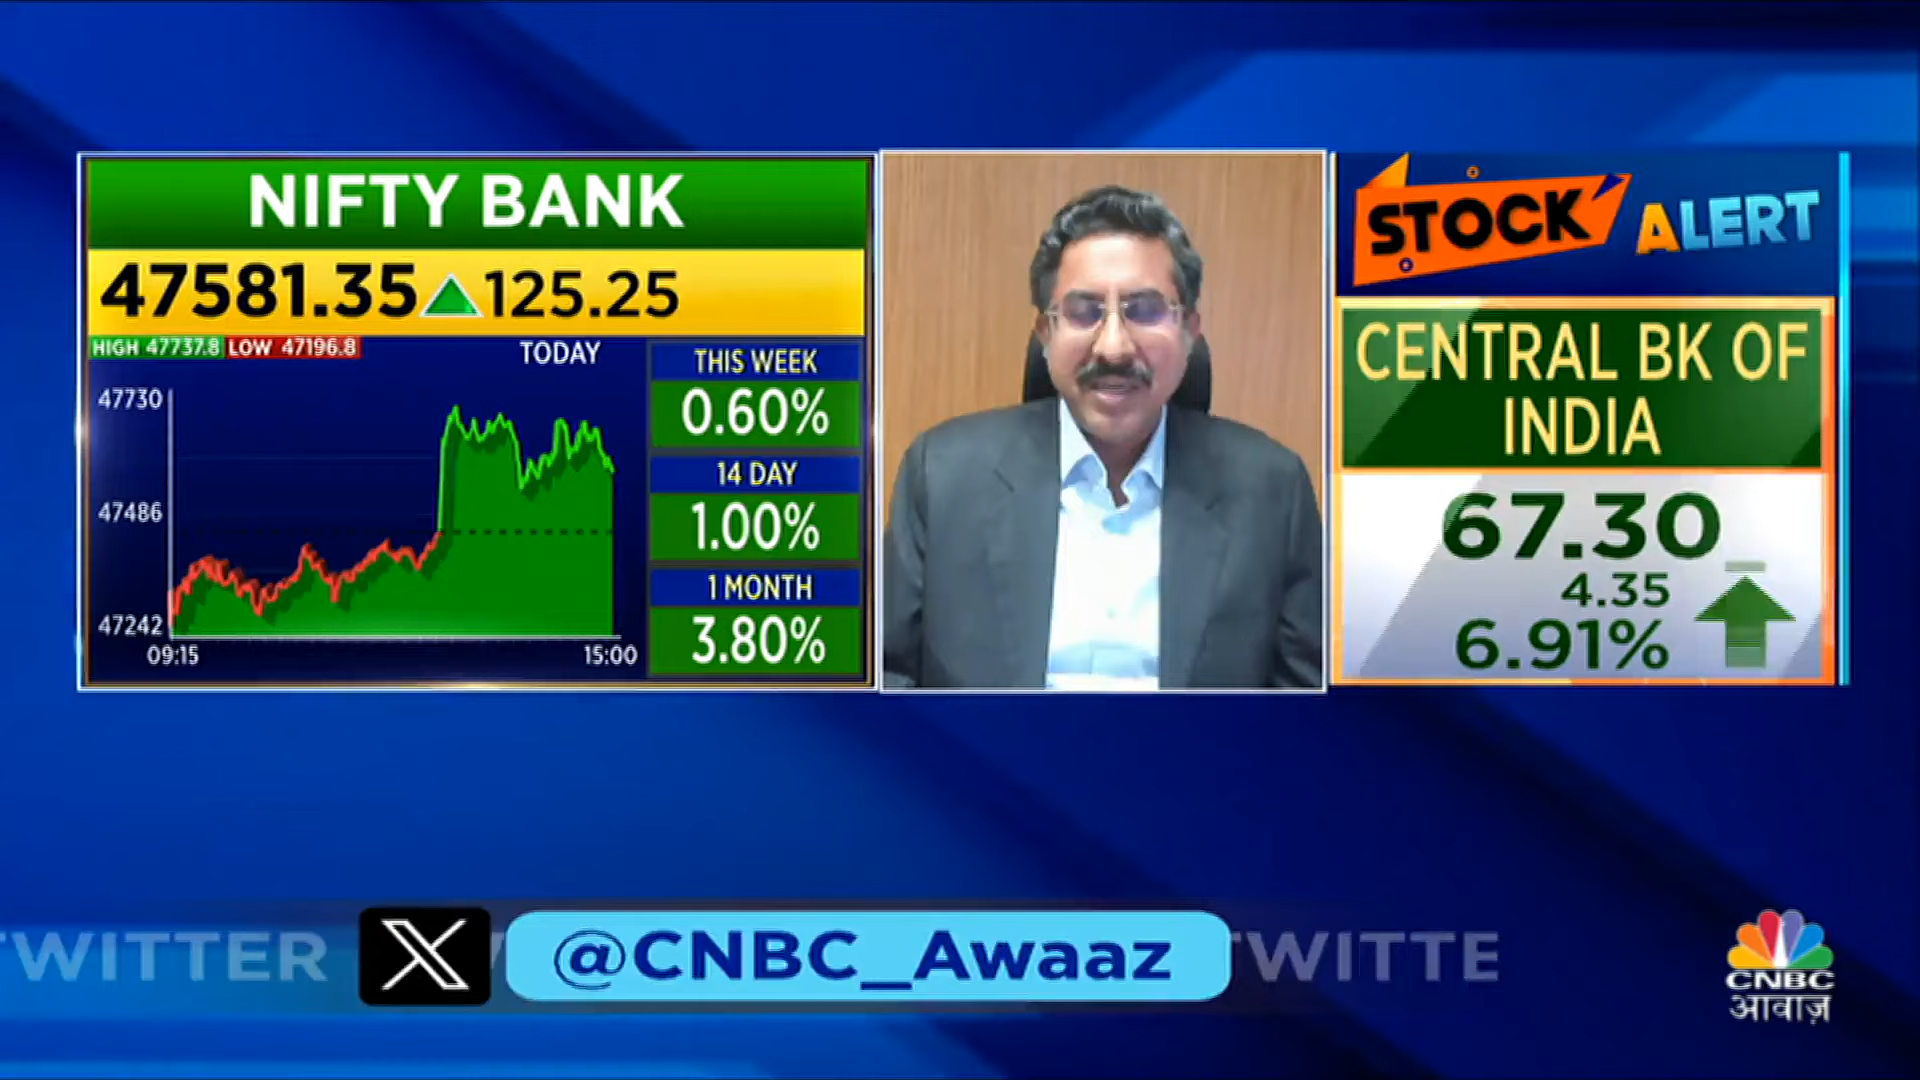 NIFTY BANK
47581.35 125.25
HIGH 47737.8 LOW 47196.8
TODAY
47730
47486
47242
09:15
15:00
THIS WEEK
0.60%
14 DAY
1.00%
1 MONTH
3.80%
STOCK ALERT
CENTRAL BK OF
INDIA
67.30
4.35
6.91%
TWITTER X @CNBC_Awaaz TWITTE
CNBC
आवाज़